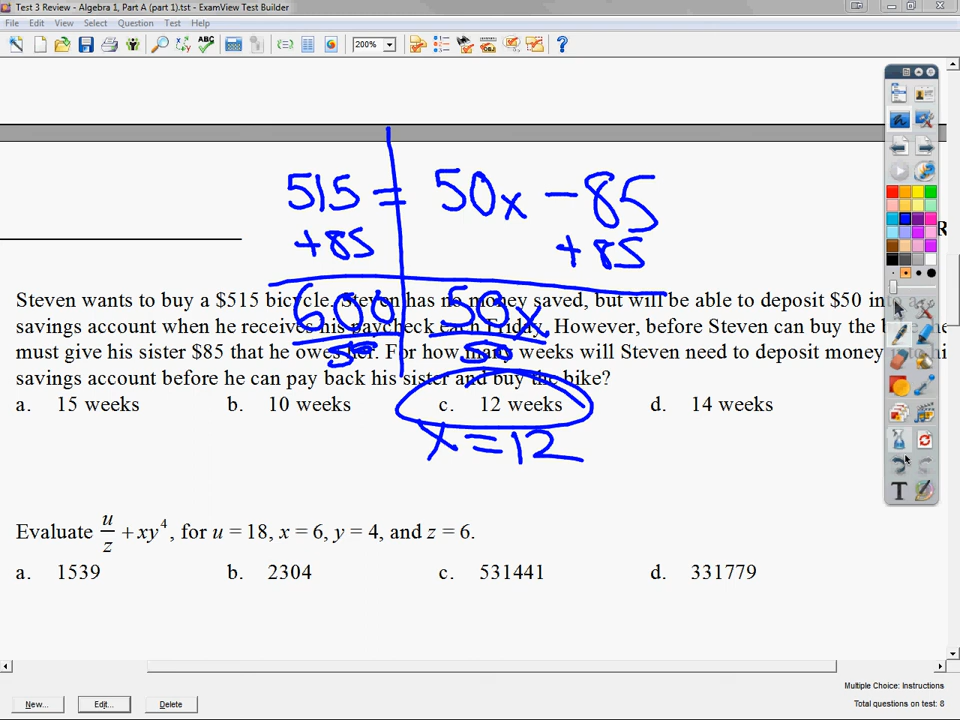 Test 3 Review - Algebra 1, Part A (part 1).tst - ExamView Test Builder
File Edit View Select Question Test Help
ABC 200% ?
515 = 50x - 85
+85 +85
R
600 50x
50 50
Steven wants to buy a $515 bicycle. Steven has no money saved, but will be able to deposit $50 into a
savings account when he receives his paycheck each Friday. However, before Steven can buy the he
must give his sister $85 that he owes her. For how many weeks will Steven need to deposit money into hi
savings account before he can pay back his sister and buy the bike?
a. 15 weeks b. 10 weeks c. 12 weeks d. 14 weeks
x = 12
T
Evaluate u/z + xy⁴, for u = 18, x = 6, y = 4, and z = 6.
a. 1539 b. 2304 c. 531441 d. 331779
Multiple Choice: Instructions
New... Edit... Delete Total questions on test: 8